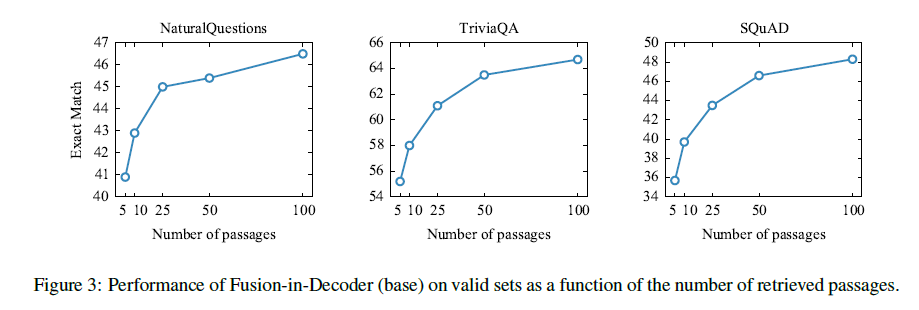 NaturalQuestions
47
46
45
44
43
42
41
40
Exact Match
5 10 25 50 100
Number of passages
TriviaQA
66
64
62
60
58
56
54
5 10 25 50 100
Number of passages
SQuAD
50
48
46
44
42
40
38
36
34
5 10 25 50 100
Number of passages
Figure 3: Performance of Fusion-in-Decoder (base) on valid sets as a function of the number of retrieved passages.